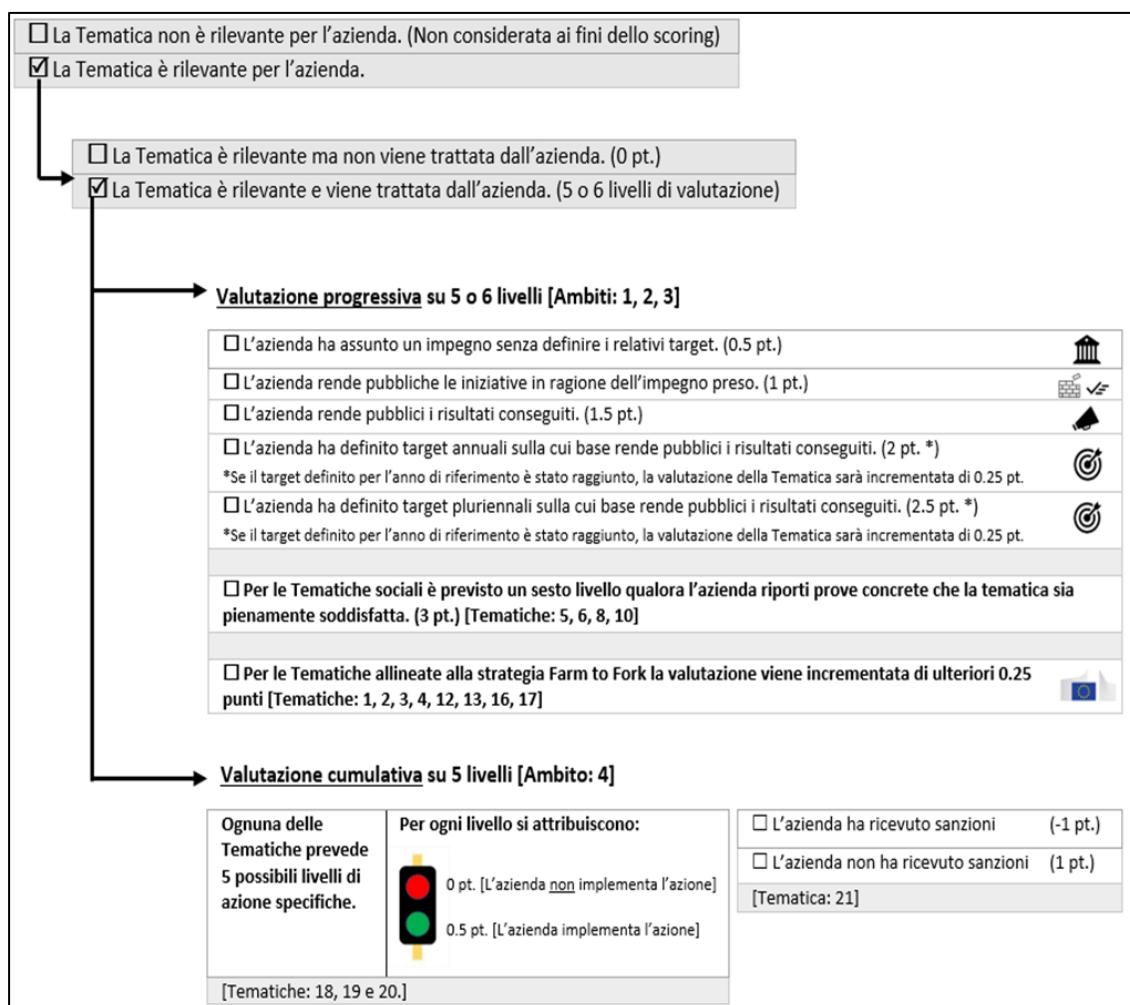 ☐ La Tematica non è rilevante per l'azienda. (Non considerata ai fini dello scoring)
☑ La Tematica è rilevante per l'azienda.
☐ La Tematica è rilevante ma non viene trattata dall'azienda. (0 pt.)
☑ La Tematica è rilevante e viene trattata dall'azienda. (5 o 6 livelli di valutazione)
Valutazione progressiva su 5 o 6 livelli [Ambiti: 1, 2, 3]
☐ L'azienda ha assunto un impegno senza definire i relativi target. (0.5 pt.)
☐ L'azienda rende pubbliche le iniziative in ragione dell'impegno preso. (1 pt.)
☐ L'azienda rende pubblici i risultati conseguiti. (1.5 pt.)
☐ L'azienda ha definito target annuali sulla cui base rende pubblici i risultati conseguiti. (2 pt. *)
*Se il target definito per l'anno di riferimento è stato raggiunto, la valutazione della Tematica sarà incrementata di 0.25 pt.
☐ L'azienda ha definito target pluriennali sulla cui base rende pubblici i risultati conseguiti. (2.5 pt. *)
*Se il target definito per l'anno di riferimento è stato raggiunto, la valutazione della Tematica sarà incrementata di 0.25 pt.
☐ Per le Tematiche sociali è previsto un sesto livello qualora l'azienda riporti prove concrete che la tematica sia
pienamente soddisfatta. (3 pt.) [Tematiche: 5, 6, 8, 10]
☐ Per le Tematiche allineate alla strategia Farm to Fork la valutazione viene incrementata di ulteriori 0.25
punti [Tematiche: 1, 2, 3, 4, 12, 13, 16, 17]
Valutazione cumulativa su 5 livelli [Ambito: 4]
Ognuna delle
Tematiche prevede
5 possibili livelli di
azione specifiche.
Per ogni livello si attribuiscono:
0 pt. [L'azienda non implementa l'azione]
0.5 pt. [L'azienda implementa l'azione]
[Tematiche: 18, 19 e 20.]
☐ L'azienda ha ricevuto sanzioni (-1 pt.)
☐ L'azienda non ha ricevuto sanzioni (1 pt.)
[Tematica: 21]